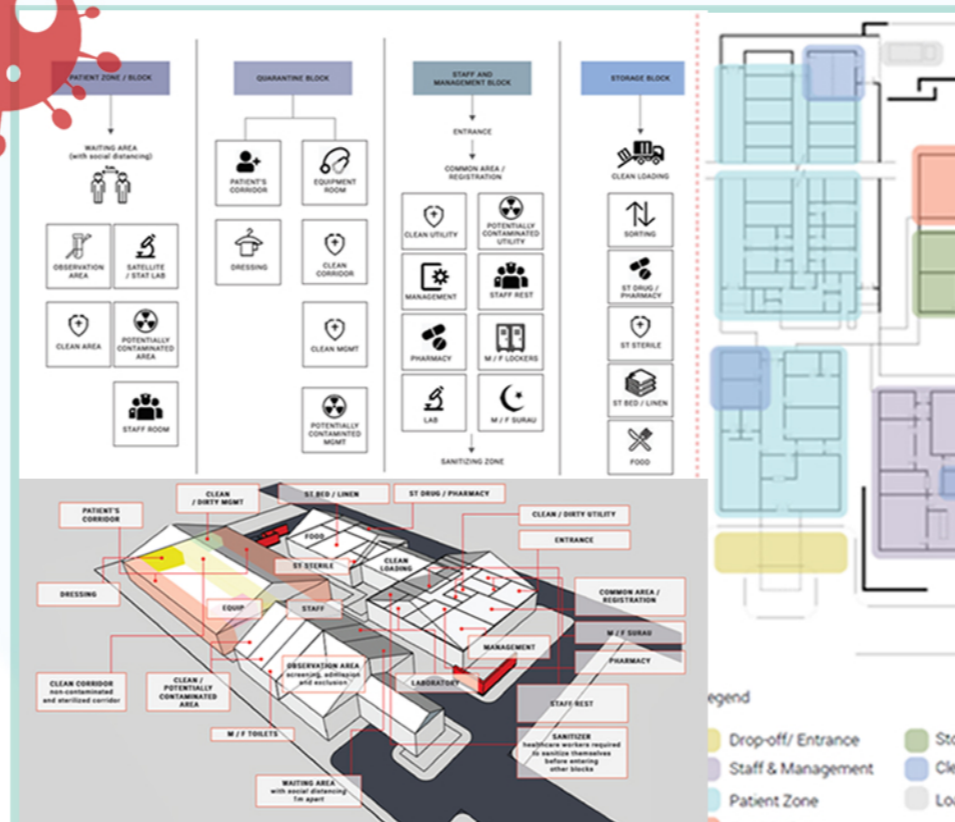 PATIENT ZONE / BLOCK
WAITING AREA
(with social distancing)
OBSERVATION
AREA
SATELLITE
/ STAT LAB
CLEAN AREA
POTENTIALLY
CONTAMINATED
AREA
STAFF ROOM
QUARANTINE BLOCK
PATIENT'S
CORRIDOR
EQUIPMENT
ROOM
DRESSING
CLEAN
CORRIDOR
CLEAN MGMT
POTENTIALLY
CONTAMINTED
MGMT
STAFF AND
MANAGEMENT BLOCK
ENTRANCE
COMMON AREA /
REGISTRATION
CLEAN UTILITY
POTENTIALLY
CONTAMINATED
UTILITY
MANAGEMENT
STAFF REST
PHARMACY
M / F LOCKERS
LAB
M / F SURAU
SANITIZING ZONE
STORAGE BLOCK
CLEAN LOADING
SORTING
ST DRUG /
PHARMACY
ST STERILE
ST BED / LINEN
FOOD
PATIENT'S
CORRIDOR
CLEAN
/ DIRTY MGMT
ST BED / LINEN
ST DRUG / PHARMACY
CLEAN / DIRTY UTILITY
ENTRANCE
FOOD
ST STERILE
CLEAN
LOADING
DRESSING
EQUIP
STAFF
COMMON AREA /
REGISTRATION
M / F SURAU
MANAGEMENT
PHARMACY
OBSERVATION AREA
screening, admission
and exclusion
LABORATORY
CLEAN CORRIDOR
non-contaminated
and sterilized corridor
CLEAN /
POTENTIALLY
CONTAMINATED
AREA
STAFF REST
M / F TOILETS
SANITIZER
healthcare workers required
to sanitize themselves
before entering
other blocks
WAITING AREA
with social distancing
1m apart
egend
Drop-off/ Entrance
Staff & Management
Patient Zone
Sto
Cle
Loa